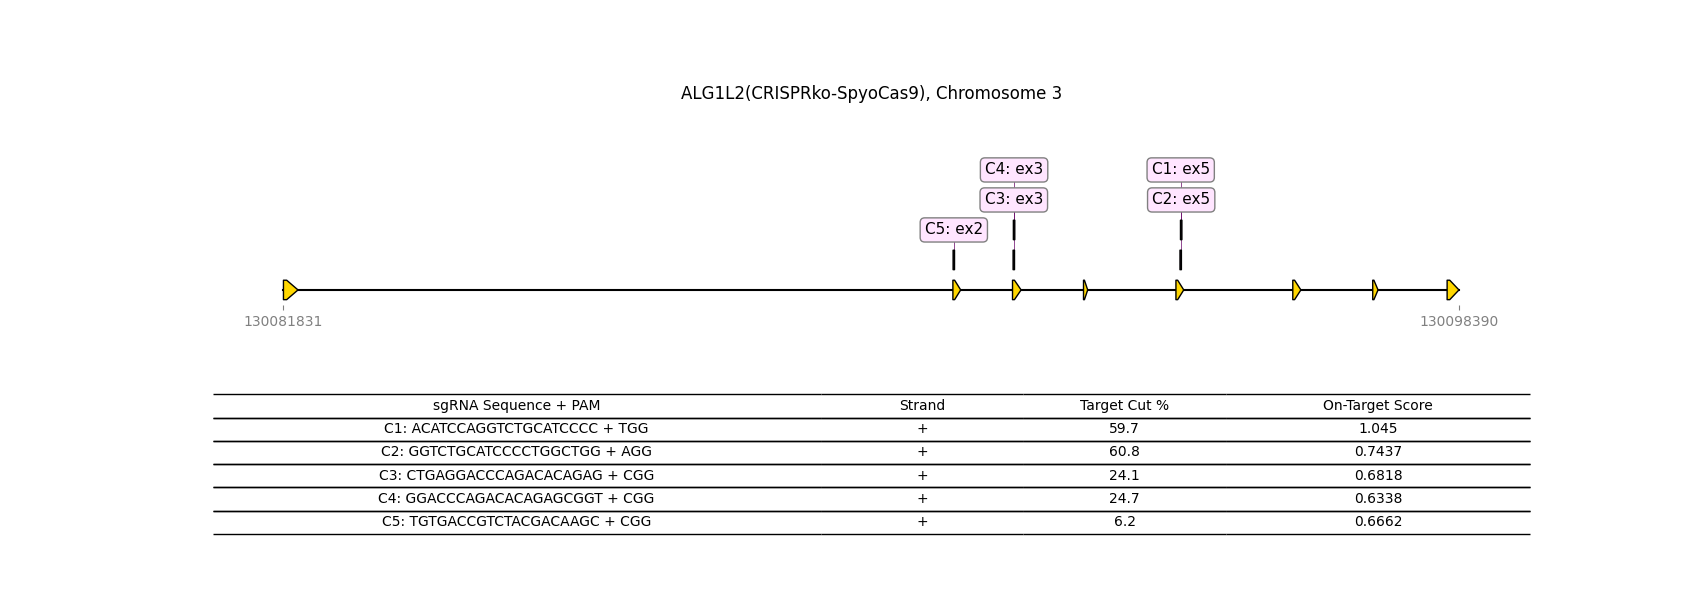 ALG1L2(CRISPRko-SpyoCas9), Chromosome 3
C4: ex3 C1: ex5
C3: ex3 C2: ex5
C5: ex2
130081831 130098390
sgRNA Sequence + PAM Strand Target Cut % On-Target Score
C1: ACATCCAGGTCTGCATCCCC + TGG + 59.7 1.045
C2: GGTCTGCATCCCCTGGCTGG + AGG + 60.8 0.7437
C3: CTGAGGACCCAGACACAGAG + CGG + 24.1 0.6818
C4: GGACCCAGACACAGAGCGGT + CGG + 24.7 0.6338
C5: TGTGACCGTCTACGACAAGC + CGG + 6.2 0.6662